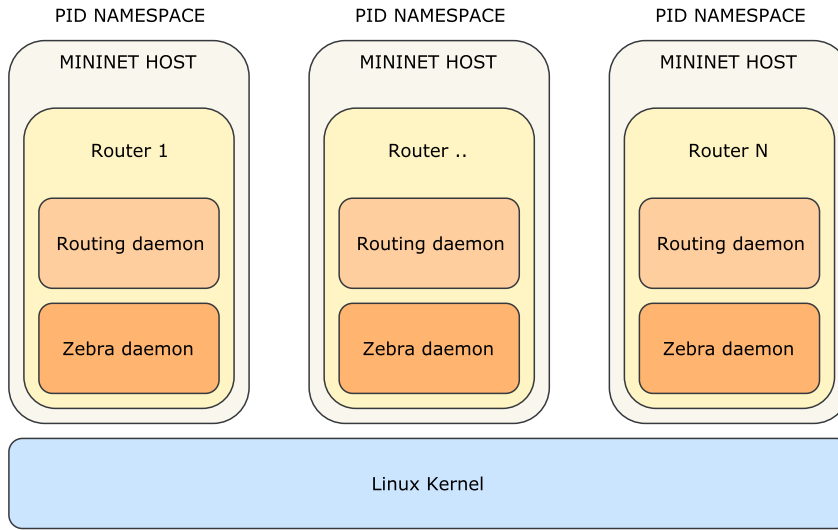 PID NAMESPACE
MININET HOST
Router 1
Routing daemon
Zebra daemon
PID NAMESPACE
MININET HOST
Router ..
Routing daemon
Zebra daemon
PID NAMESPACE
MININET HOST
Router N
Routing daemon
Zebra daemon
Linux Kernel